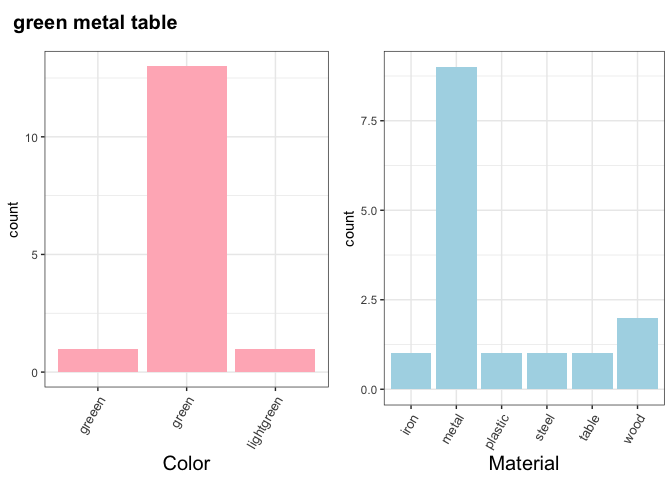 green metal table
count
10
5
0
greeen
green
lightgreen
Color
count
7.5
5.0
2.5
0.0
iron
metal
plastic
steel
table
wood
Material